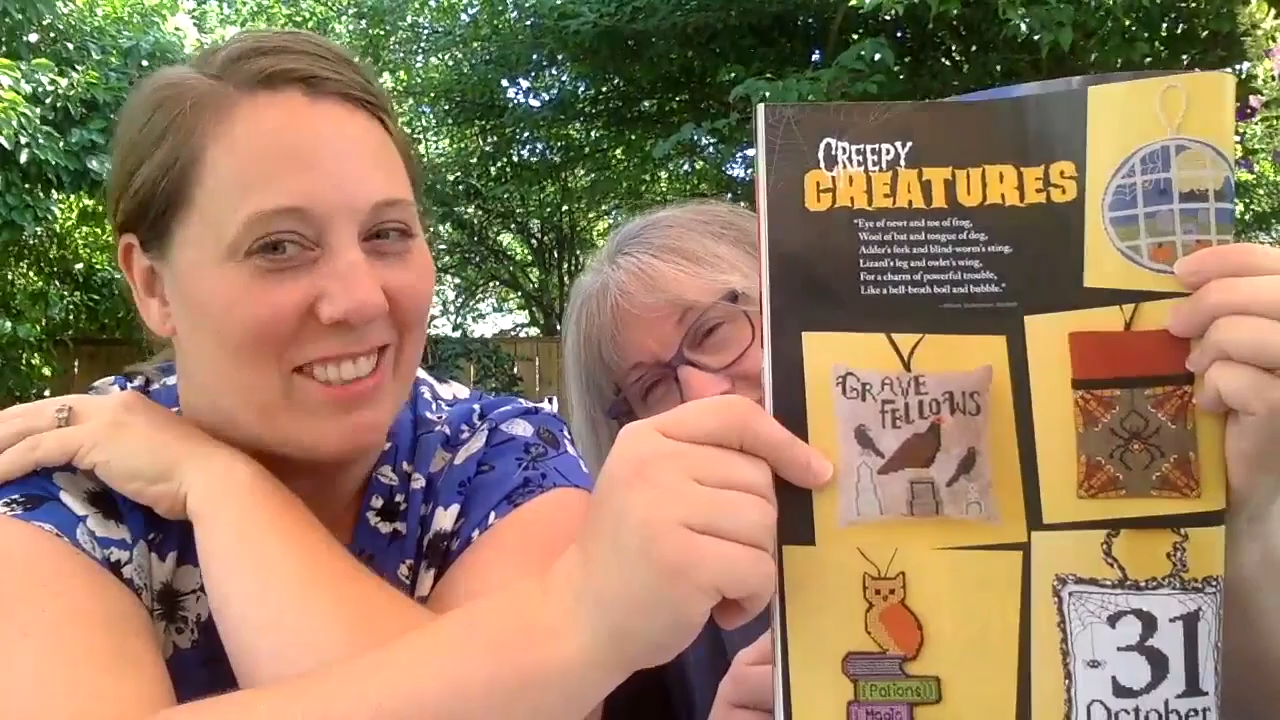 CREEPY
CREATURES
"Eye of newt and toe of frog,
Wool of bat and tongue of dog,
Adder's fork and blind-worm's sting,
Lizard's leg and owlet's wing,
For a charm of powerful trouble,
Like a hell-broth boil and bubble."
GRAVE
FELLOWS
Potions
Magic
31
October